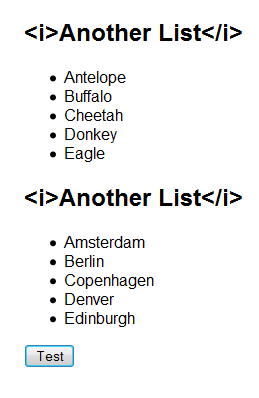 <i>Another List</i>
Antelope
Buffalo
Cheetah
Donkey
Eagle
<i>Another List</i>
Amsterdam
Berlin
Copenhagen
Denver
Edinburgh
Test